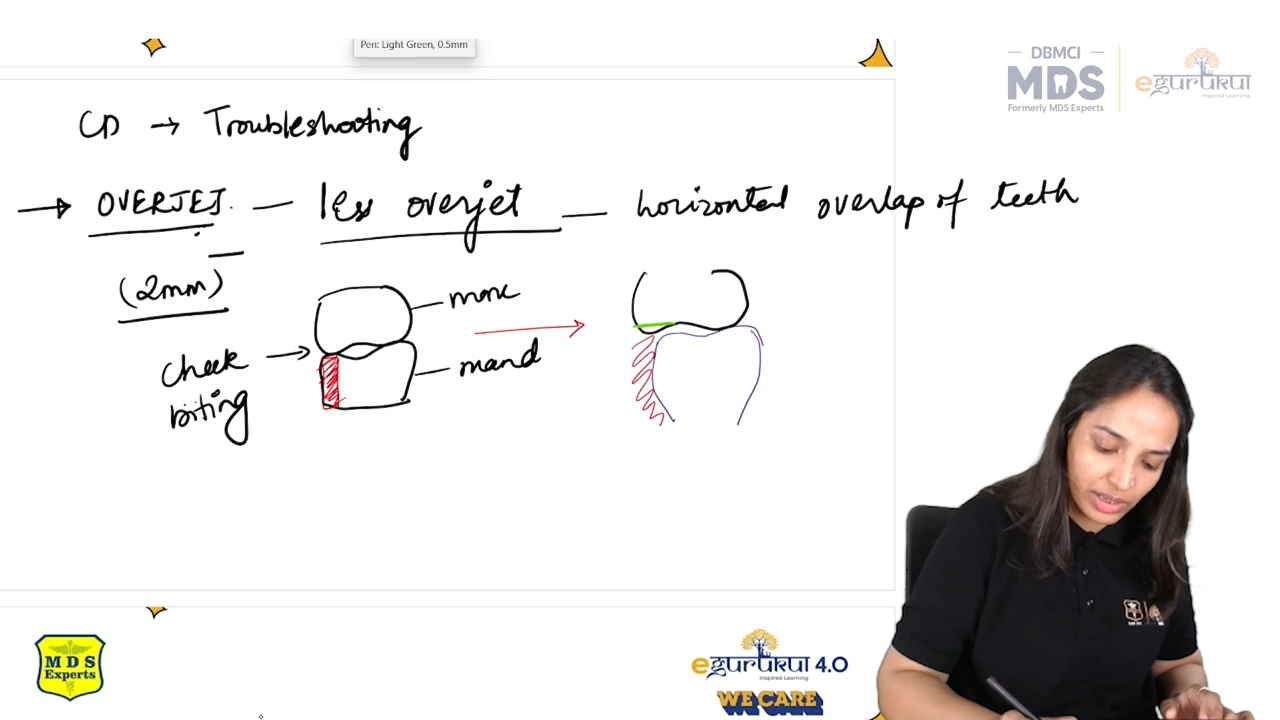 Pen: Light Green, 0.5mm
DBMCI
MDS
Formerly MDS Experts
egurukul
Inspired Learning
CD → Troubleshooting
→ OVERJET. — less overjet — horizontal overlap of teeth
(2mm)
max
mand
cheek
biting
MDS
Experts
egurukul 4.0
Inspired Learning
WE CARE